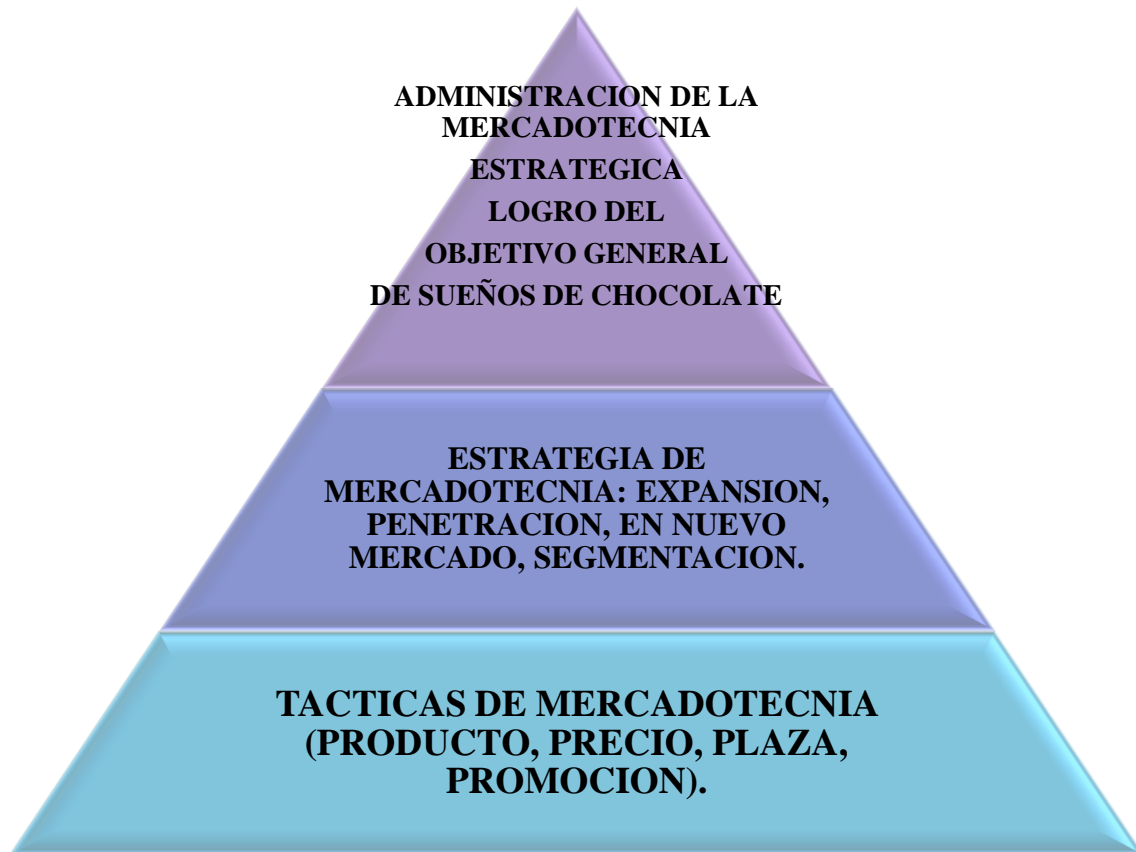 ADMINISTRACION DE LA
MERCADOTECNIA
ESTRATEGICA
LOGRO DEL
OBJETIVO GENERAL
DE SUEÑOS DE CHOCOLATE
ESTRATEGIA DE
MERCADOTECNIA: EXPANSION,
PENETRACION, EN NUEVO
MERCADO, SEGMENTACION.
TACTICAS DE MERCADOTECNIA
(PRODUCTO, PRECIO, PLAZA,
PROMOCION).